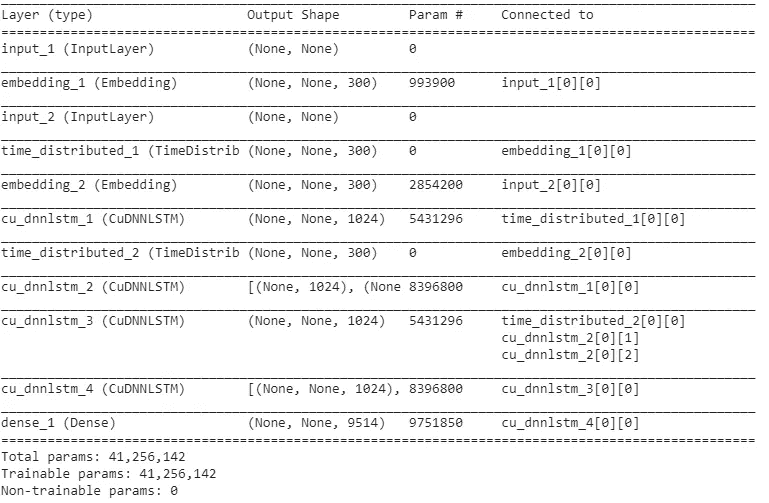 Layer (type) Output Shape Param # Connected to
input_1 (InputLayer) (None, None) 0
embedding_1 (Embedding) (None, None, 300) 993900 input_1[0][0]
input_2 (InputLayer) (None, None) 0
time_distributed_1 (TimeDistrib (None, None, 300) 0 embedding_1[0][0]
embedding_2 (Embedding) (None, None, 300) 2854200 input_2[0][0]
cu_dnnlstm_1 (CuDNNLSTM) (None, None, 1024) 5431296 time_distributed_1[0][0]
time_distributed_2 (TimeDistrib (None, None, 300) 0 embedding_2[0][0]
cu_dnnlstm_2 (CuDNNLSTM) [(None, 1024), (None 8396800 cu_dnnlstm_1[0][0]
cu_dnnlstm_3 (CuDNNLSTM) (None, None, 1024) 5431296 time_distributed_2[0][0]
cu_dnnlstm_2[0][1]
cu_dnnlstm_2[0][2]
cu_dnnlstm_4 (CuDNNLSTM) [(None, None, 1024), 8396800 cu_dnnlstm_3[0][0]
dense_1 (Dense) (None, None, 9514) 9751850 cu_dnnlstm_4[0][0]
Total params: 41,256,142
Trainable params: 41,256,142
Non-trainable params: 0